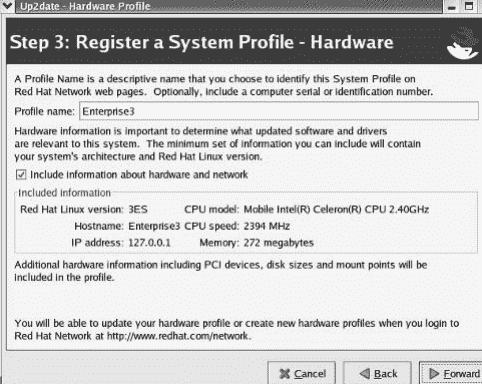 Up2date - Hardware Profile
Step 3: Register a System Profile - Hardware
A Profile Name is a descriptive name that you choose to identify this System Profile on
Red Hat Network web pages. Optionally, include a computer serial or identification number.
Profile name: Enterprise3
Hardware information is important to determine what updated software and drivers
are relevant to this system. The minimum set of information you can include will contain
your system's architecture and Red Hat Linux version.
Include information about hardware and network
Included information
Red Hat Linux version: 3ES CPU model: Mobile Intel(R) Celeron(R) CPU 2.40GHz
Hostname: Enterprise3 CPU speed: 2394 MHz
IP address: 127.0.0.1 Memory: 272 megabytes
Additional hardware information including PCI devices, disk sizes and mount points will be
included in the profile.
You will be able to update your hardware profile or create new hardware profiles when you login to
Red Hat Network at http://www.redhat.com/network.
Cancel Back Forward